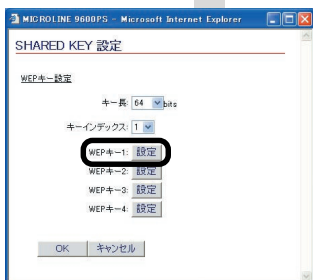 MICROLINE 9600PS - Microsoft Internet Explorer
SHARED KEY 設定
WEPキー設定
キー長: 64 bits
キーインデックス: 1
WEPキー1: 設定
WEPキー2: 設定
WEPキー3: 設定
WEPキー4: 設定
OK キャンセル